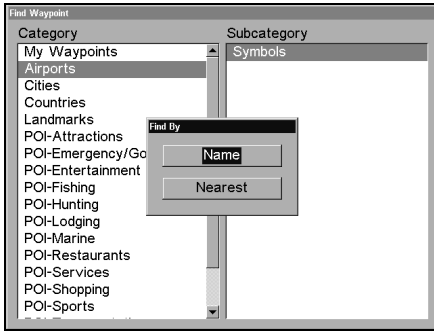 Find Waypoint
Category
Subcategory
My Waypoints
Symbols
Airports
Cities
Countries
Landmarks
POI-Attractions
POI-Emergency/Go
POI-Entertainment
POI-Fishing
POI-Hunting
POI-Lodging
POI-Marine
POI-Restaurants
POI-Services
POI-Shopping
POI-Sports
Find By
Name
Nearest